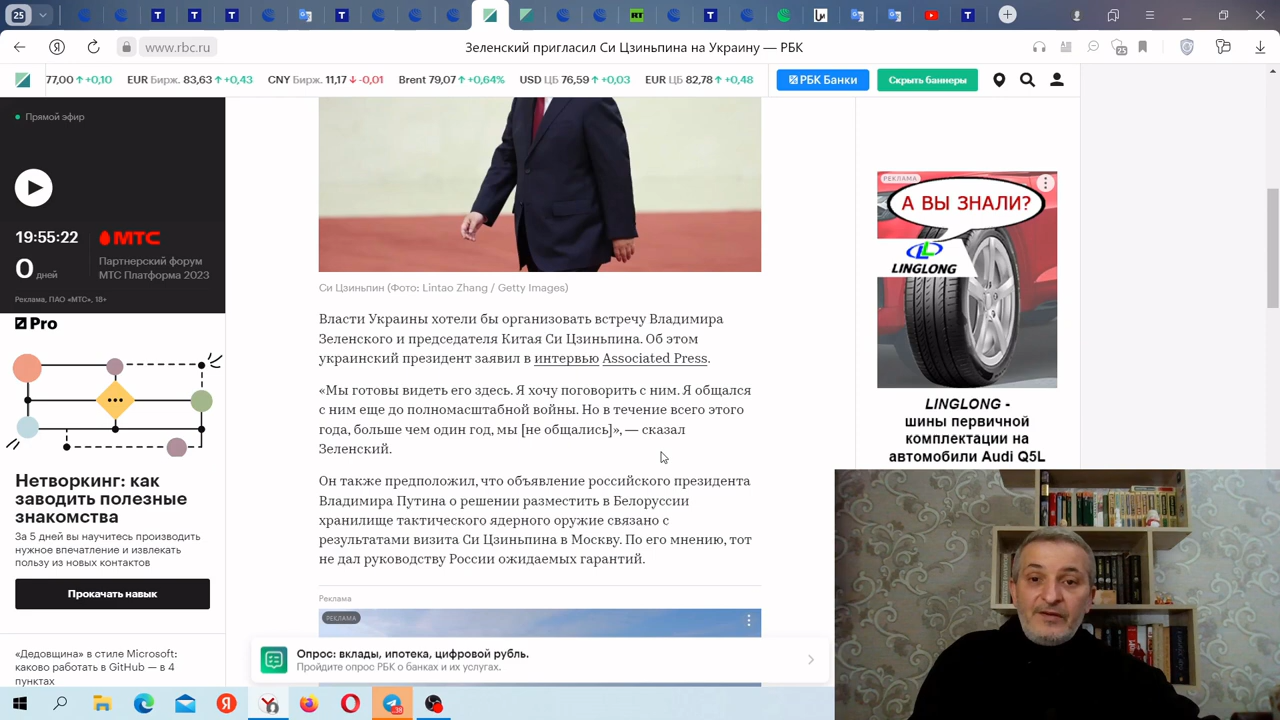 25
www.rbc.ru
Зеленский пригласил Си Цзиньпина на Украину — РБК
25
77,00 +0,10
EUR Бирж. 83,63 +0,43
CNY Бирж. 11,17 -0,01
Brent 79,07 +0,64%
USD ЦБ 76,59 +0,03
EUR ЦБ 82,78 +0,48
РБК Банки
Скрыть баннеры
Прямой эфир
19:55:22
0 дней
МТС
Партнерский форум
МТС Платформа 2023
Реклама, ПАО «МТС», 18+
Pro
Нетворкинг: как
заводить полезные
знакомства
За 5 дней вы научитесь производить
нужное впечатление и извлекать
пользу из новых контактов
Прокачать навык
«Дедовщина» в стиле Microsoft:
каково работать в GitHub — в 4
пунктах
Си Цзиньпин (Фото: Lintao Zhang / Getty Images)
Власти Украины хотели бы организовать встречу Владимира
Зеленского и председателя Китая Си Цзиньпина. Об этом
украинский президент заявил в интервью Associated Press.
«Мы готовы видеть его здесь. Я хочу поговорить с ним. Я общался
с ним еще до полномасштабной войны. Но в течение всего этого
года, больше чем один год, мы [не общались]», — сказал
Зеленский.
Он также предположил, что объявление российского президента
Владимира Путина о решении разместить в Белоруссии
хранилище тактического ядерного оружие связано с
результатами визита Си Цзиньпина в Москву. По его мнению, тот
не дал руководству России ожидаемых гарантий.
Реклама
РЕКЛАМА
Опрос: вклады, ипотека, цифровой рубль.
Пройдите опрос РБК о банках и их услугах.
РЕКЛАМА
А ВЫ ЗНАЛИ?
LINGLONG
LINGLONG -
шины первичной
комплектации на
автомобили Audi Q5L